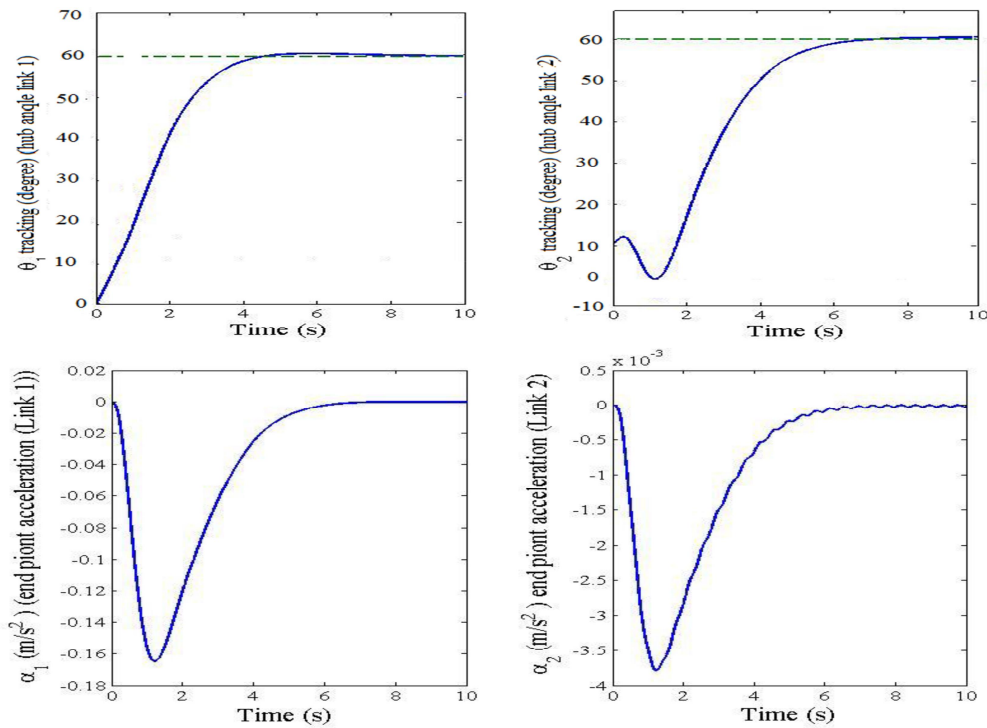 70
60
50
40
30
20
10
0
0 2 4 6 8 10
Time (s)
θ1 tracking (degree) (hub anqle link 1)
60
50
40
30
20
10
0
-10
0 2 4 6 8 10
Time (s)
θ2 tracking (degree) (hub angle link 2)
0.02
0
-0.02
-0.04
-0.06
-0.08
-0.1
-0.12
-0.14
-0.16
-0.18
0 2 4 6 8 10
Time (s)
α1 (m/s2 ) (end piont acceleration (Link 1))
x 10-3
0.5
0
-0.5
-1
-1.5
-2
-2.5
-3
-3.5
-4
0 2 4 6 8 10
Time (s)
α2 (m/s2 ) end piont acceleration (Link 2)